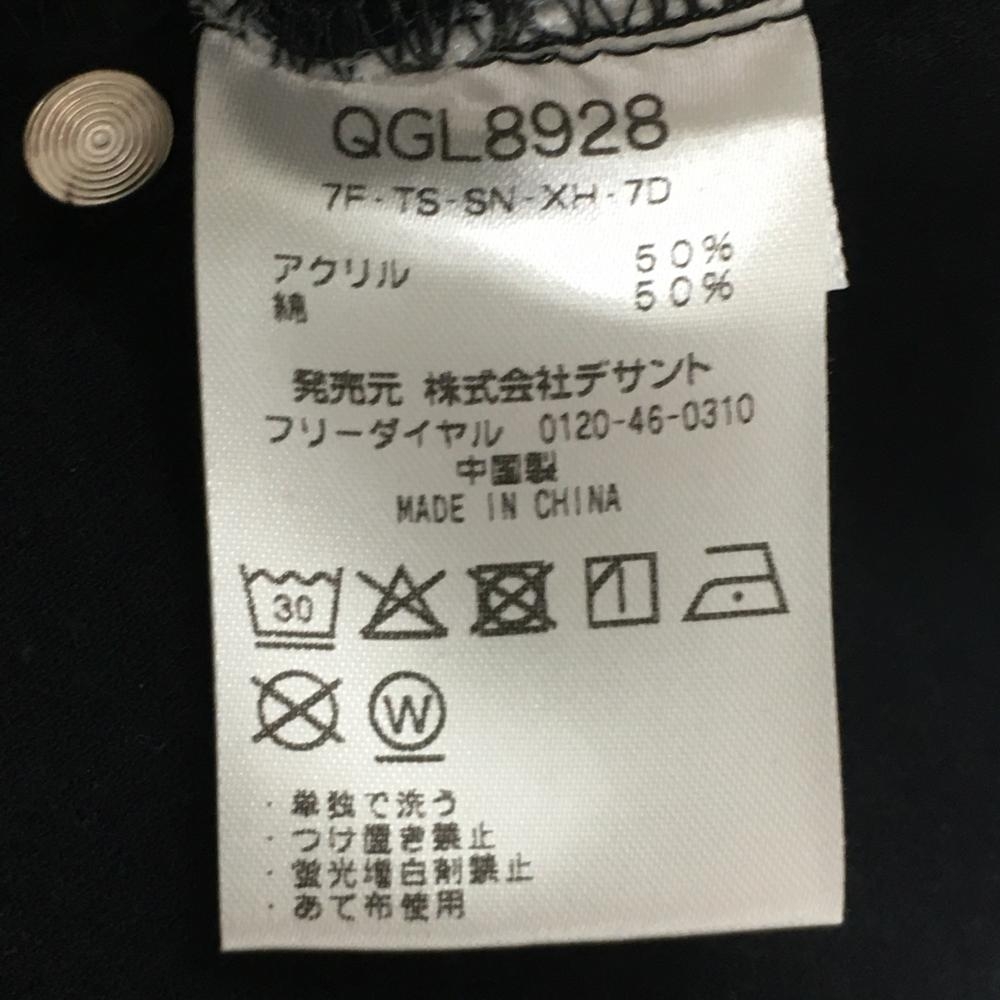 QGL8928
7F-TS-SN-XH-7D
アクリル 50%
綿 50%
発売元 株式会社デサント
フリーダイヤル 0120-46-0310
中国製
MADE IN CHINA
30
W
・単独で洗う
・つけ置き禁止
・蛍光増白剤禁止
・あて布使用